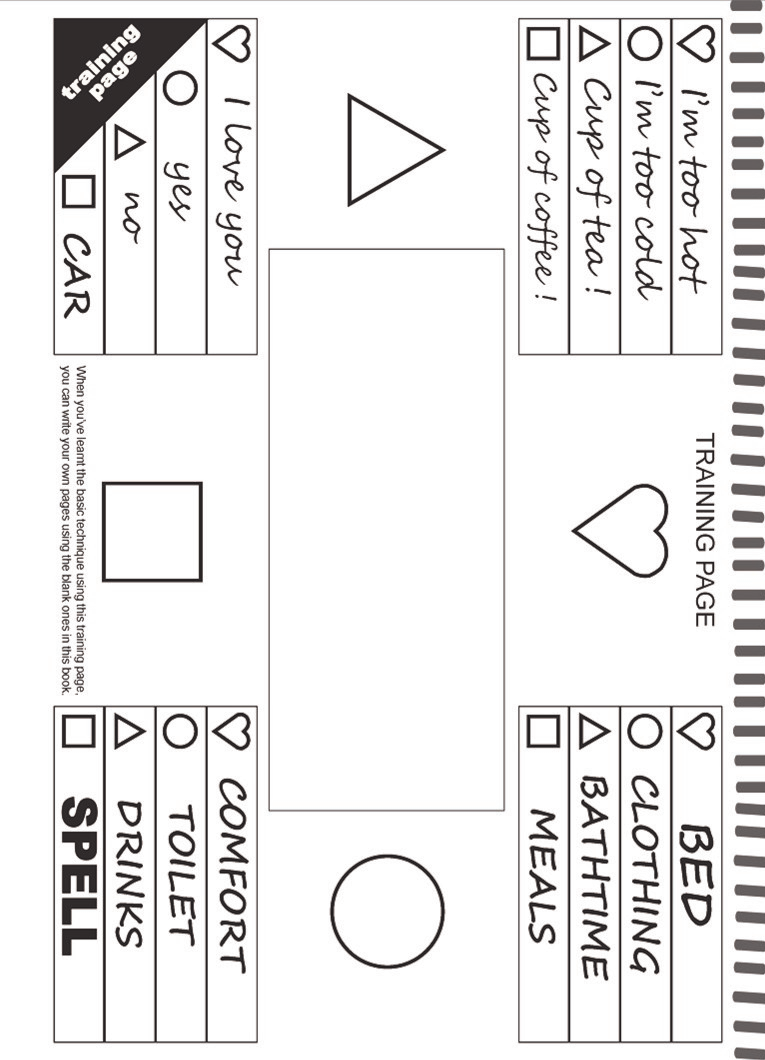 TRAINING PAGE
I'm too hot
I'm too cold
Cup of tea!
Cup of coffee!
BED
CLOTHING
BATHTIME
MEALS
I love you
yes
no
CAR
training
page
COMFORT
TOILET
DRINKS
SPELL
When you've learnt the basic technique using this training page,
you can write your own pages using the blank ones in this book.